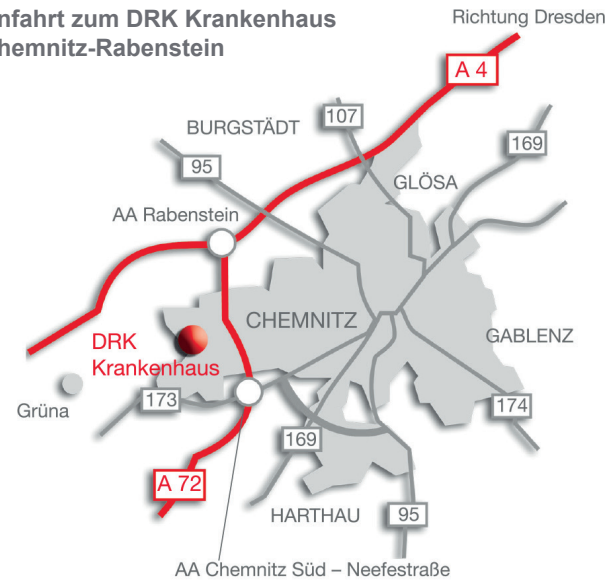 nfahrt zum DRK Krankenhaus
hemnitz-Rabenstein
Richtung Dresden
A 4
107
BURGSTÄDT
169
95
GLÖSA
AA Rabenstein
CHEMNITZ
DRK
Krankenhaus
GABLENZ
Grüna
173
174
169
A 72
HARTHAU
95
AA Chemnitz Süd – Neefestraße